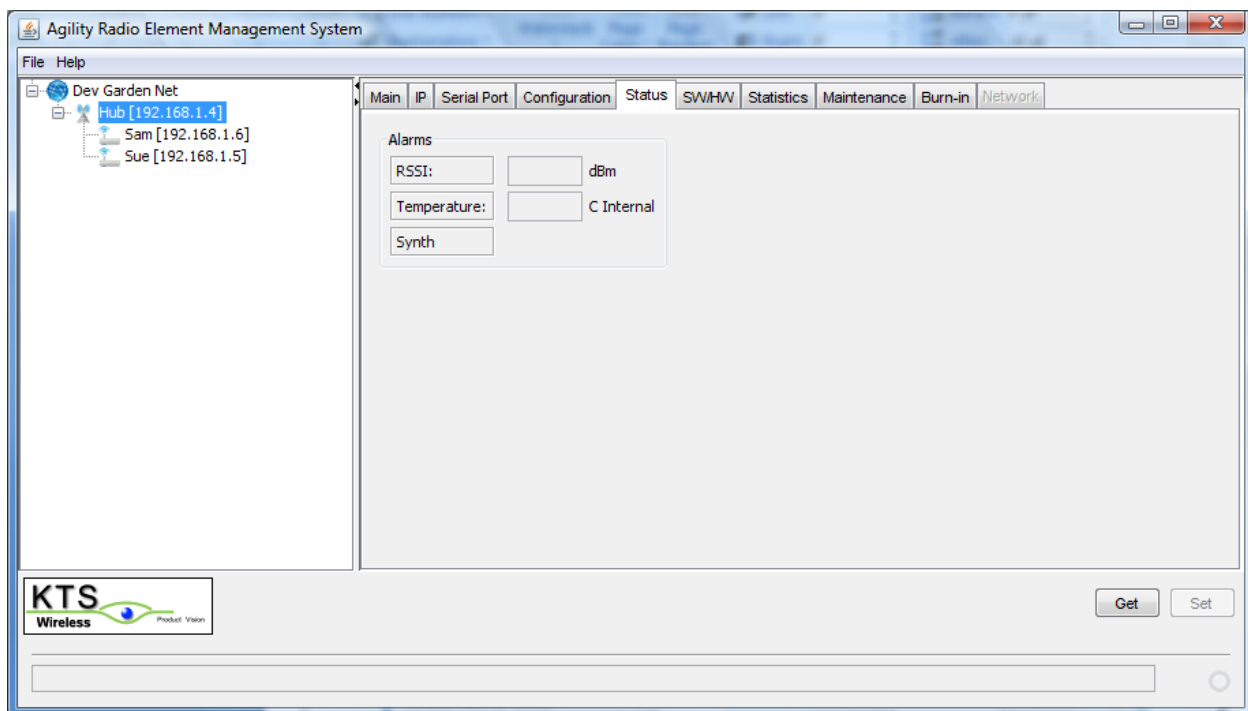 Agility Radio Element Management System
X
File Help
Dev Garden Net
Hub [192.168.1.4]
Sam [192.168.1.6]
Sue [192.168.1.5]
Main IP Serial Port Configuration Status SW/HW Statistics Maintenance Burn-in Network
Alarms
RSSI: dBm
Temperature: C Internal
Synth
KTS
Wireless Product Vision
Get Set